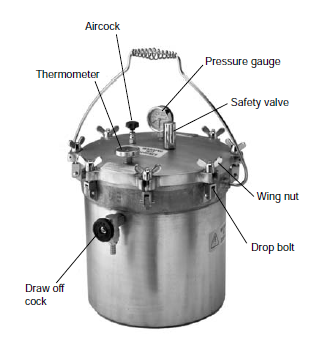 Aircock
Pressure gauge
Thermometer
Safety valve
Wing nut
Drop bolt
Draw off
cock